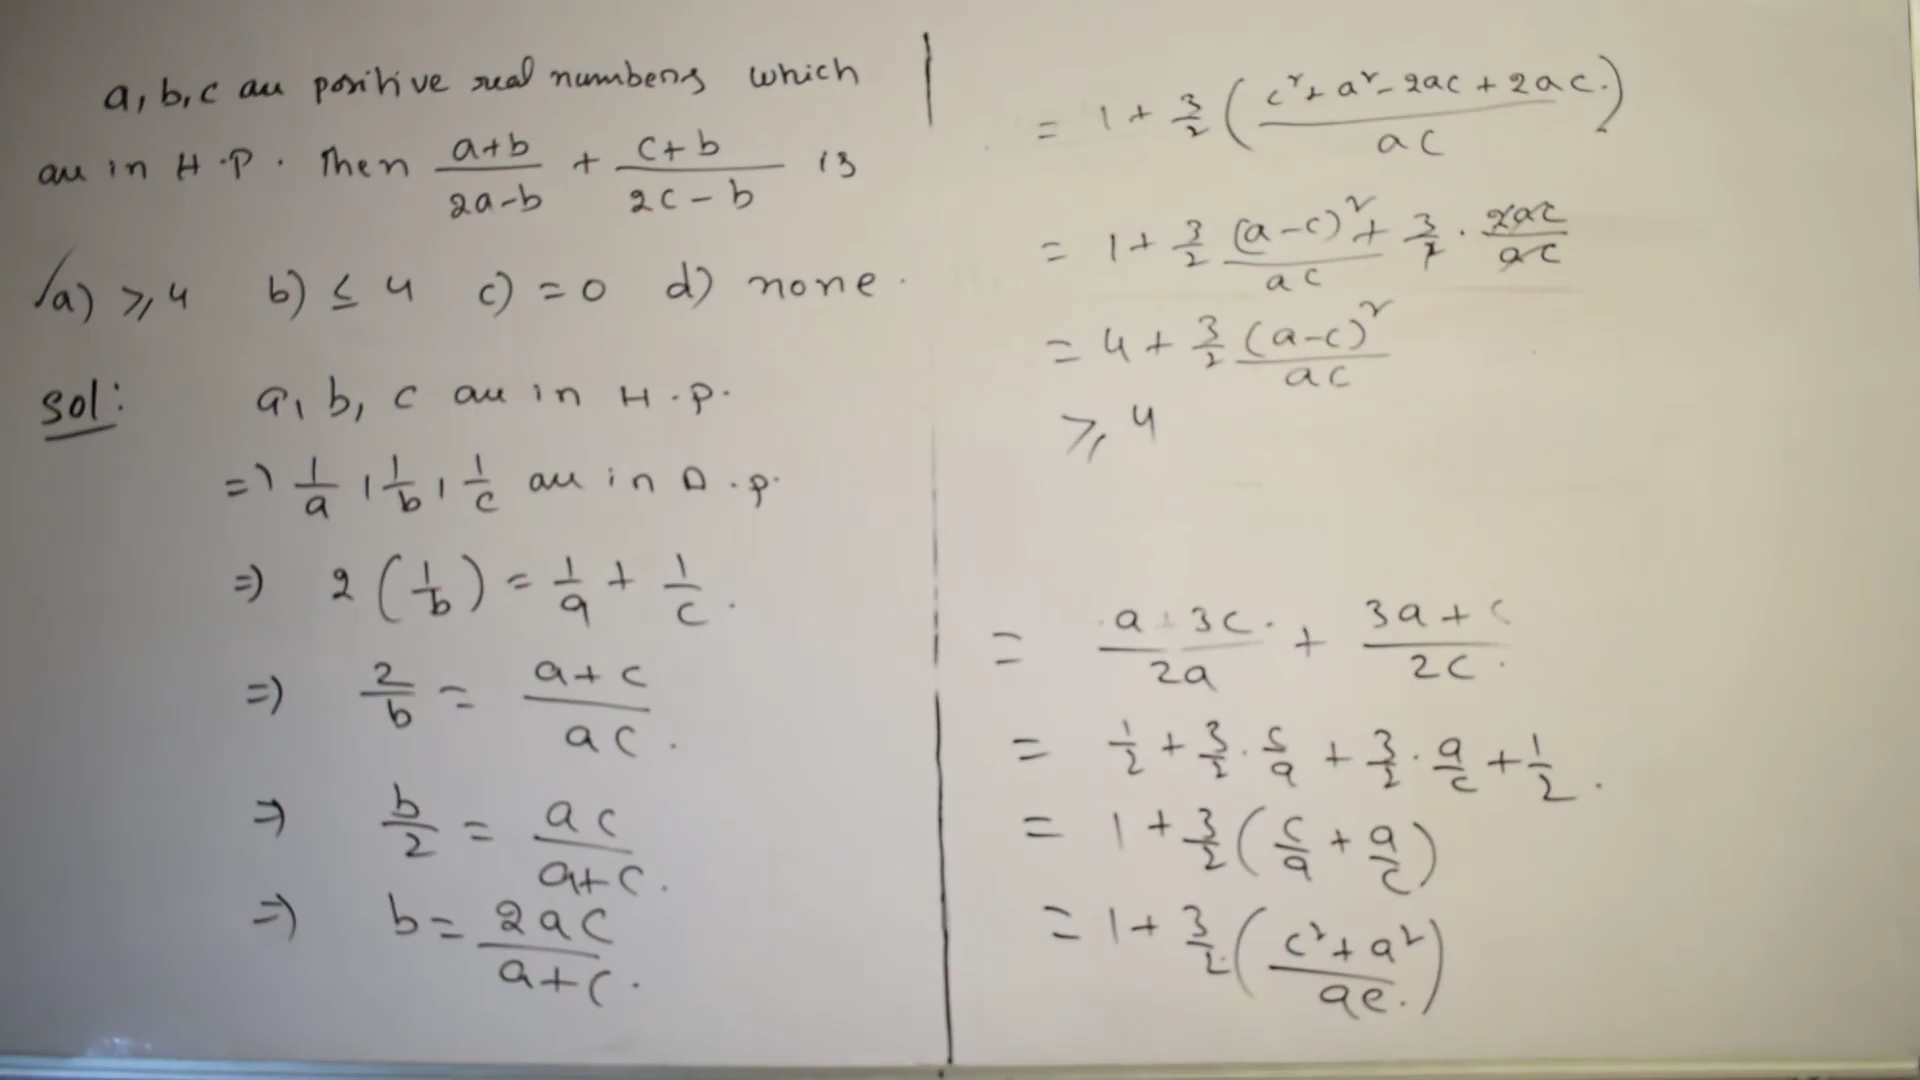 a, b, c are positive real numbers which
are in H.P. Then (a+b)/(2a-b) + (c+b)/(2c-b) is
✓a) ≥ 4 b) ≤ 4 c) = 0 d) none.
Sol: a, b, c are in H.P.
=> 1/a, 1/b, 1/c are in A.P.
=> 2(1/b) = 1/a + 1/c.
=> 2/b = (a+c)/(ac).
=> b/2 = (ac)/(a+c).
=> b = (2ac)/(a+c).
= 1 + 3/2 ((c²+a²-2ac+2ac.)/(ac))
= 1 + 3/2 (a-c)²/(ac) + 3/2 · (2ac)/(ac)
= 4 + 3/2 (a-c)²/(ac)
≥ 4
= (a 3c.)/(2a) + (3a+c)/(2c.)
= 1/2 + 3/2 · c/a + 3/2 · a/c + 1/2.
= 1 + 3/2 (c/a + a/c)
= 1 + 3/2 ((c²+a²)/(ac.))